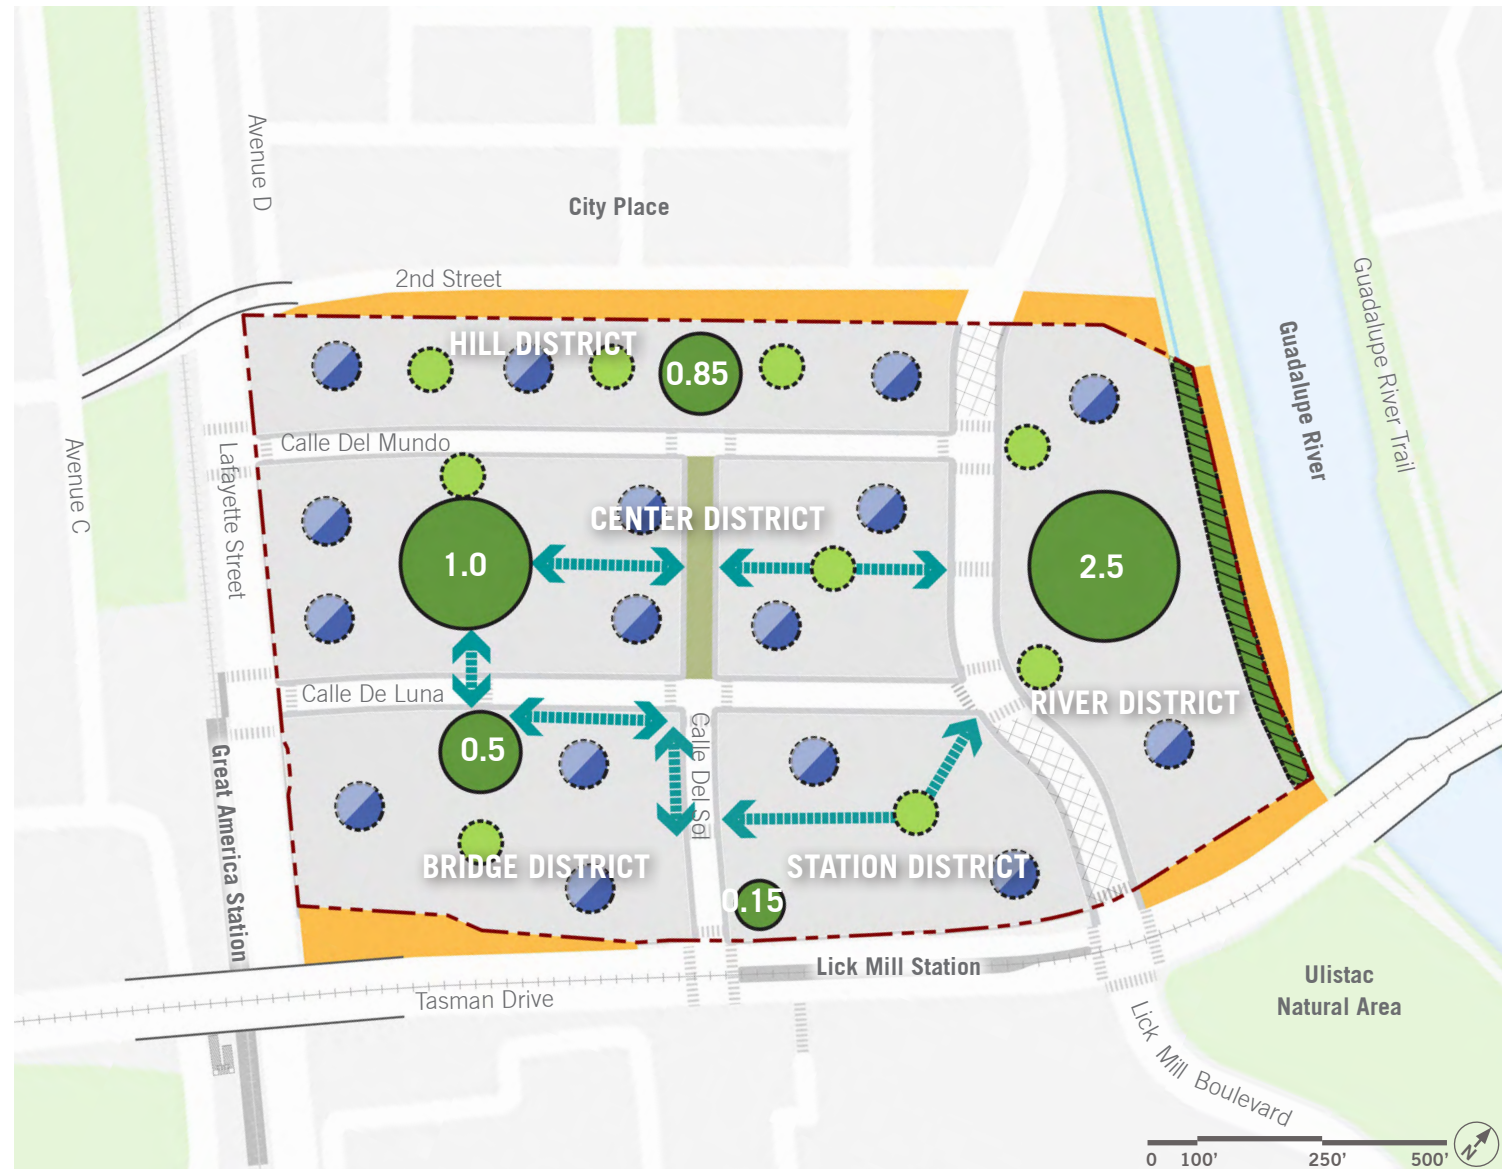 Avenue D
City Place
2nd Street
HILL DISTRICT
0.85
Guadalupe River Trail
Guadalupe River
Calle Del Mundo
Avenue C
Lafayette Street
CENTER DISTRICT
1.0
2.5
Calle De Luna
RIVER DISTRICT
0.5
Calle Del Sol
Great America Station
BRIDGE DISTRICT
STATION DISTRICT
0.15
Lick Mill Station
Tasman Drive
Ulistac
Natural Area
Lick Mill Boulevard
0 100' 250' 500'
N